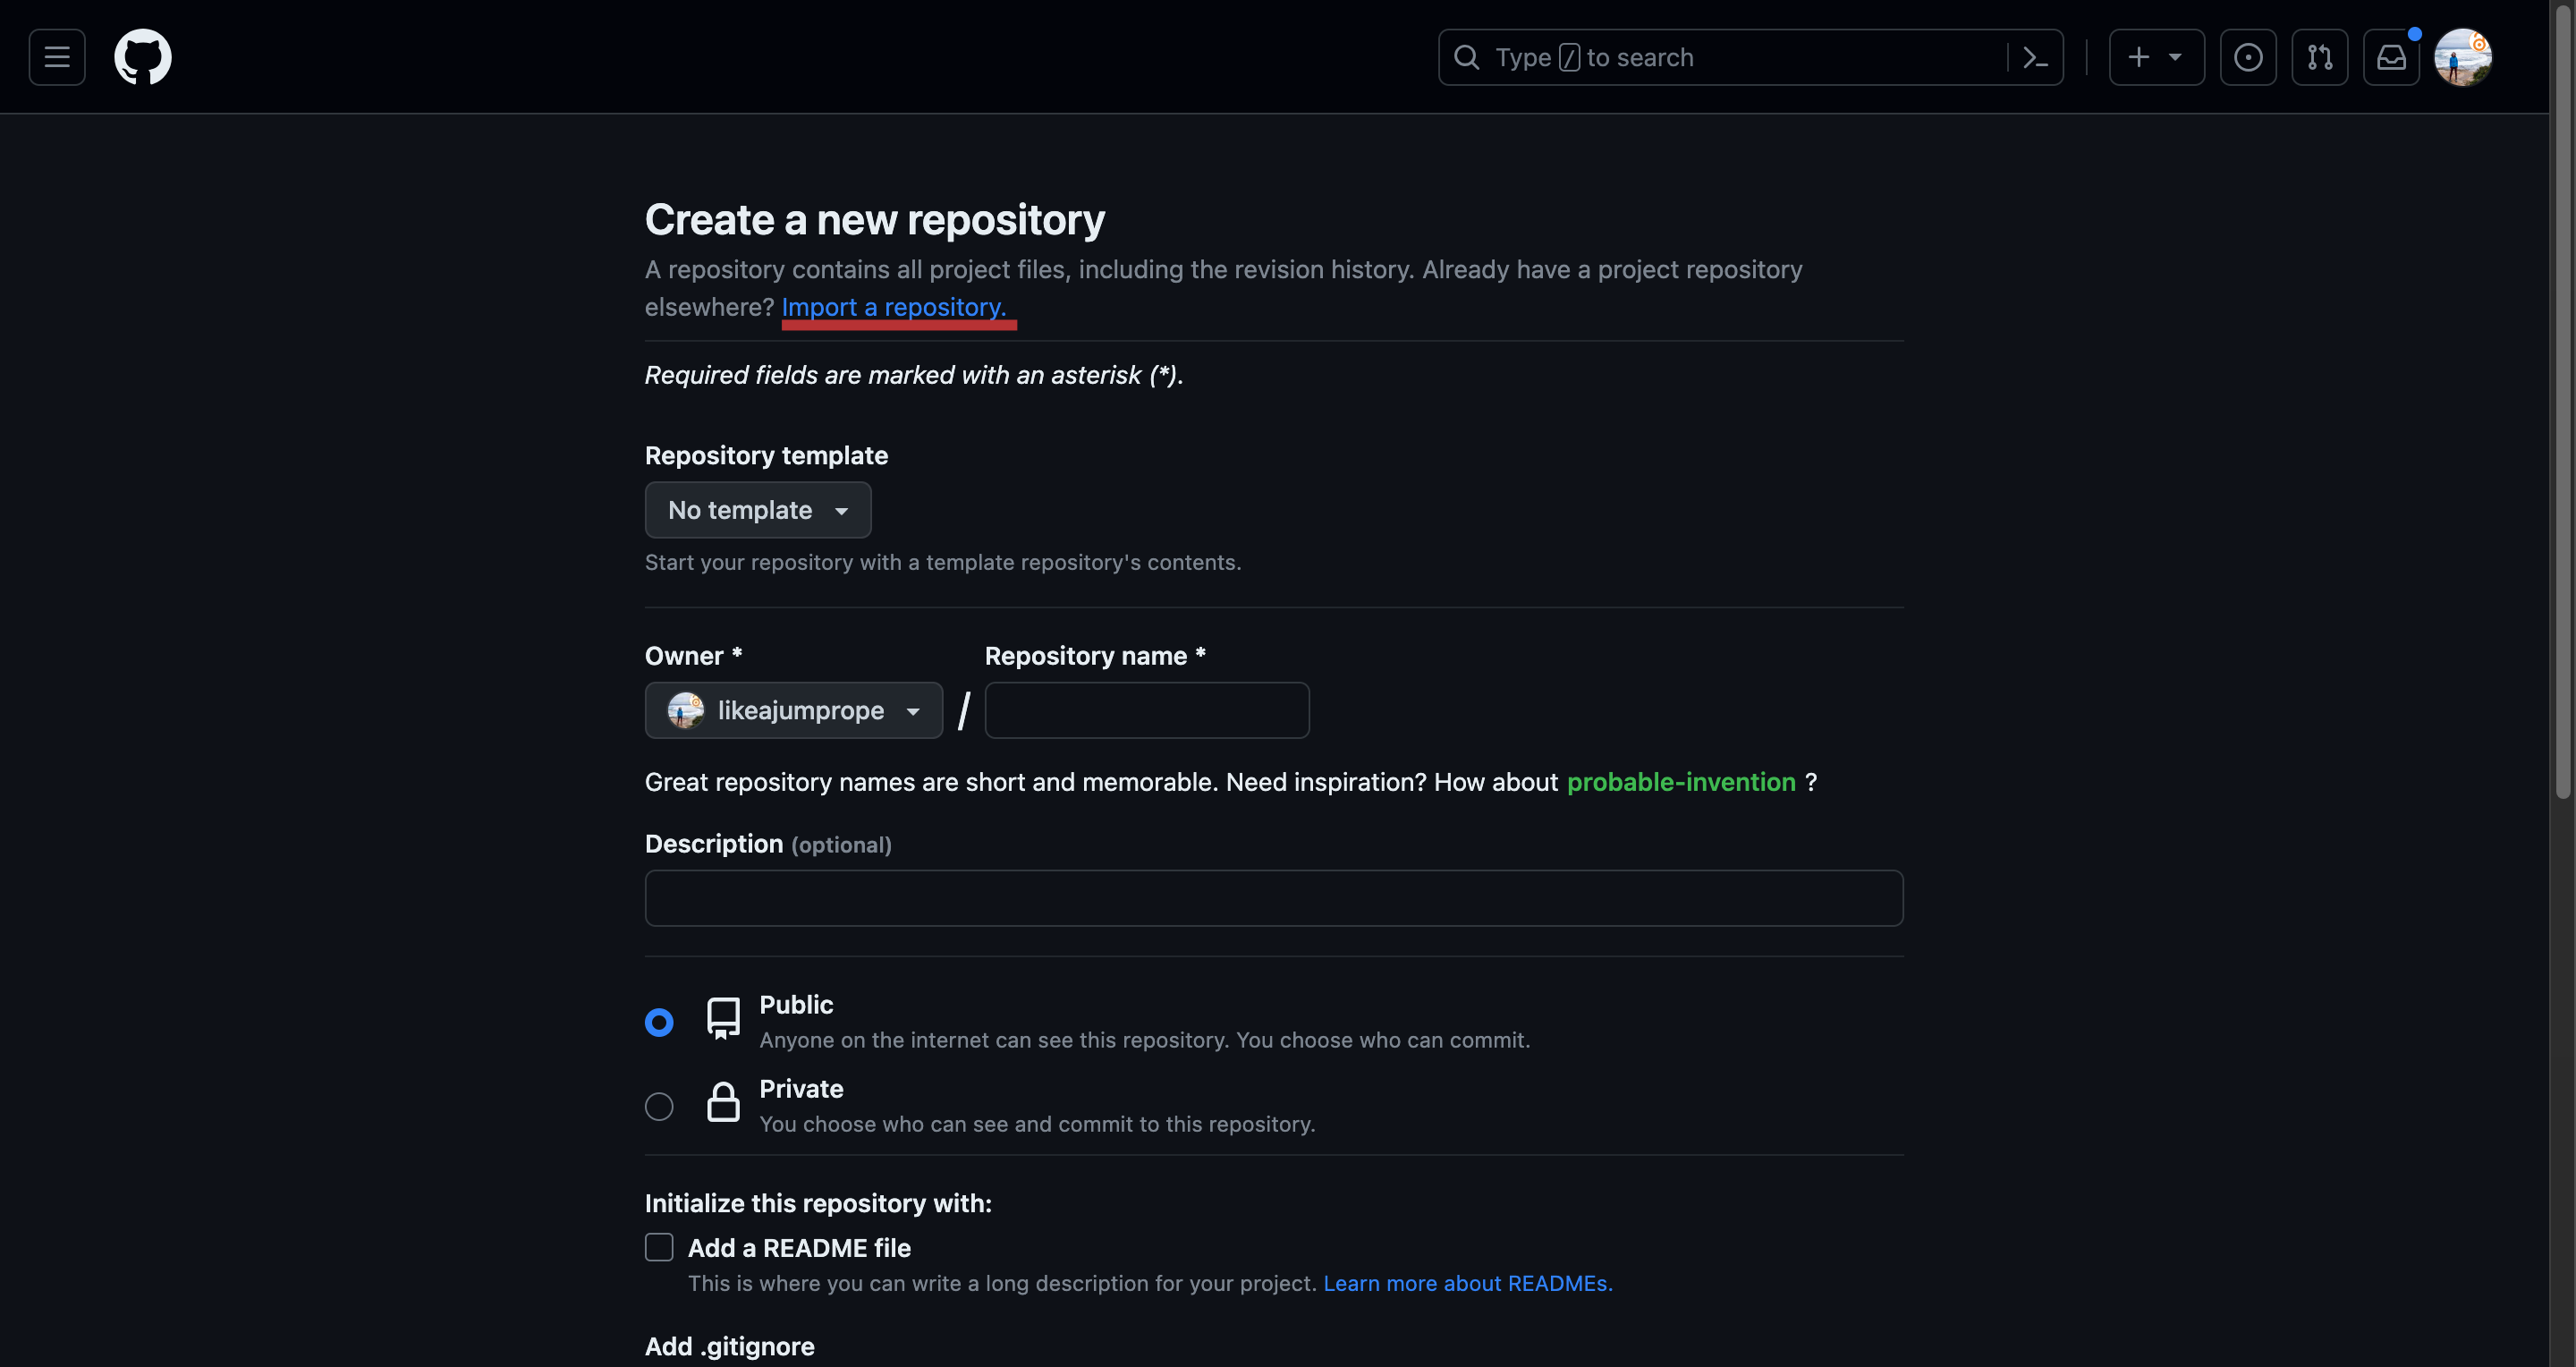 Type / to search
Create a new repository
A repository contains all project files, including the revision history. Already have a project repository
elsewhere? Import a repository.
Required fields are marked with an asterisk (*).
Repository template
No template
Start your repository with a template repository's contents.
Owner * Repository name *
likeajumprope /
Great repository names are short and memorable. Need inspiration? How about probable-invention ?
Description (optional)
Public
Anyone on the internet can see this repository. You choose who can commit.
Private
You choose who can see and commit to this repository.
Initialize this repository with:
Add a README file
This is where you can write a long description for your project. Learn more about READMEs.
Add .gitignore